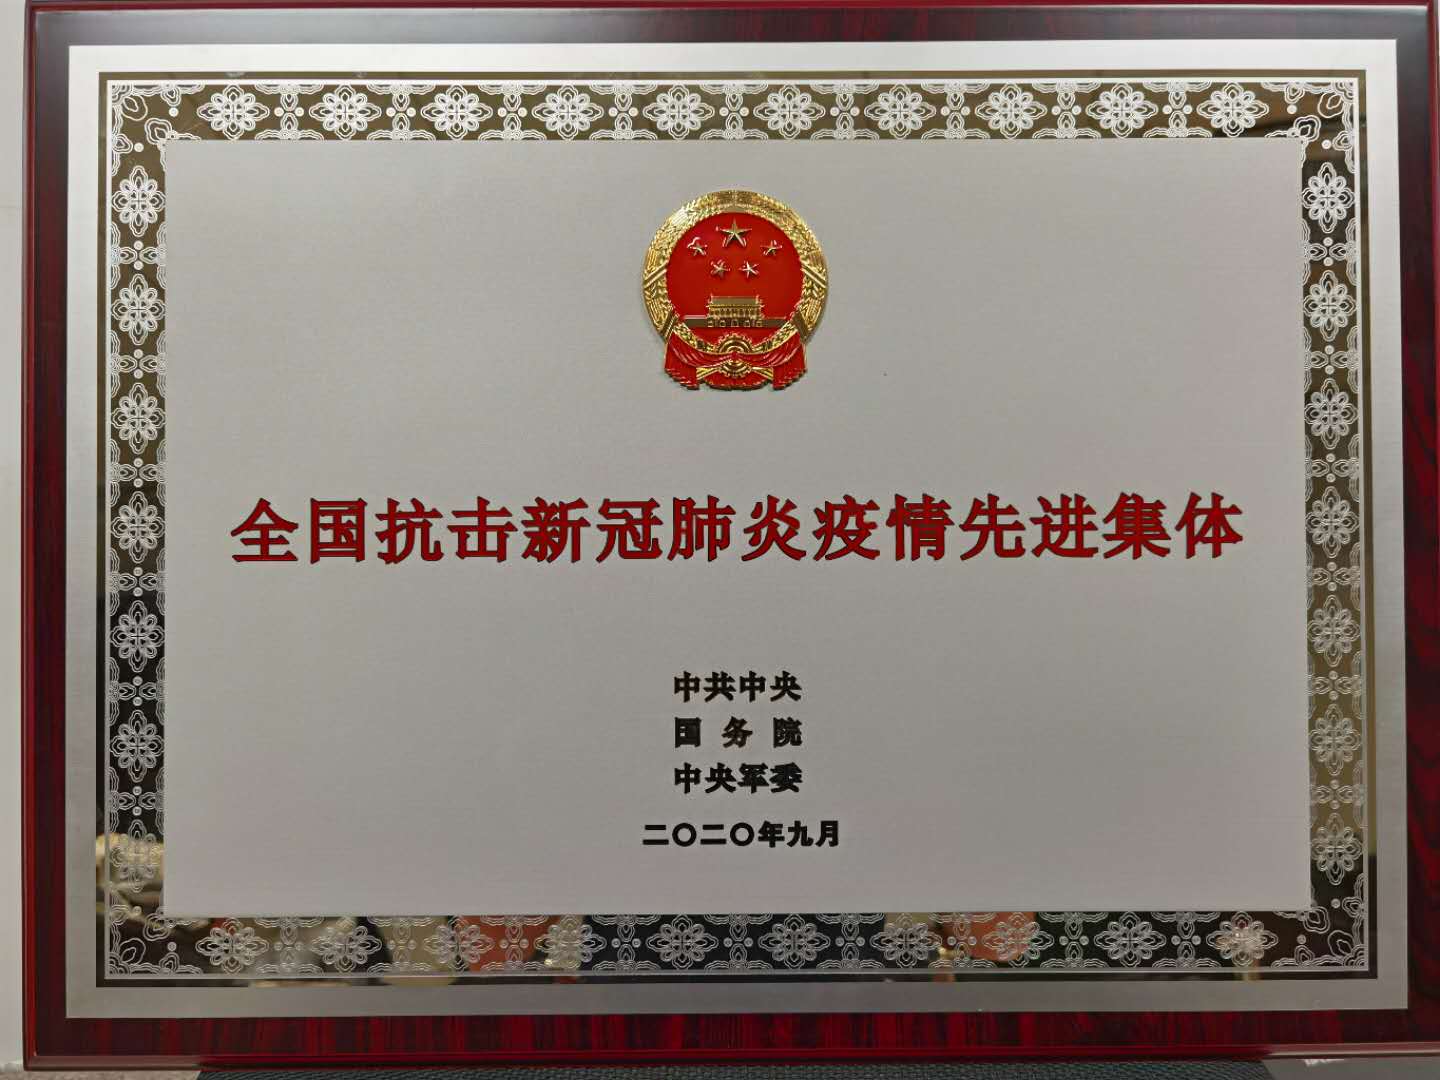 全国抗击新冠肺炎疫情先进集体
中共中央
国务院
中央军委
二〇二〇年九月